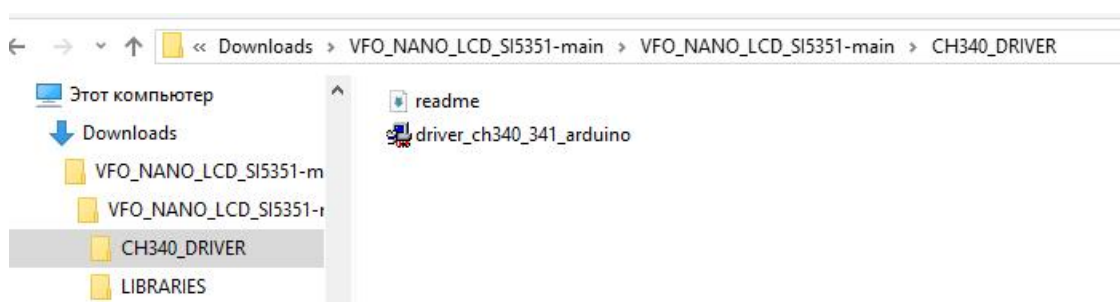 « Downloads › VFO_NANO_LCD_SI5351-main › VFO_NANO_LCD_SI5351-main › CH340_DRIVER
Этот компьютер
Downloads
VFO_NANO_LCD_SI5351-m
VFO_NANO_LCD_SI5351-r
CH340_DRIVER
LIBRARIES
readme
driver_ch340_341_arduino